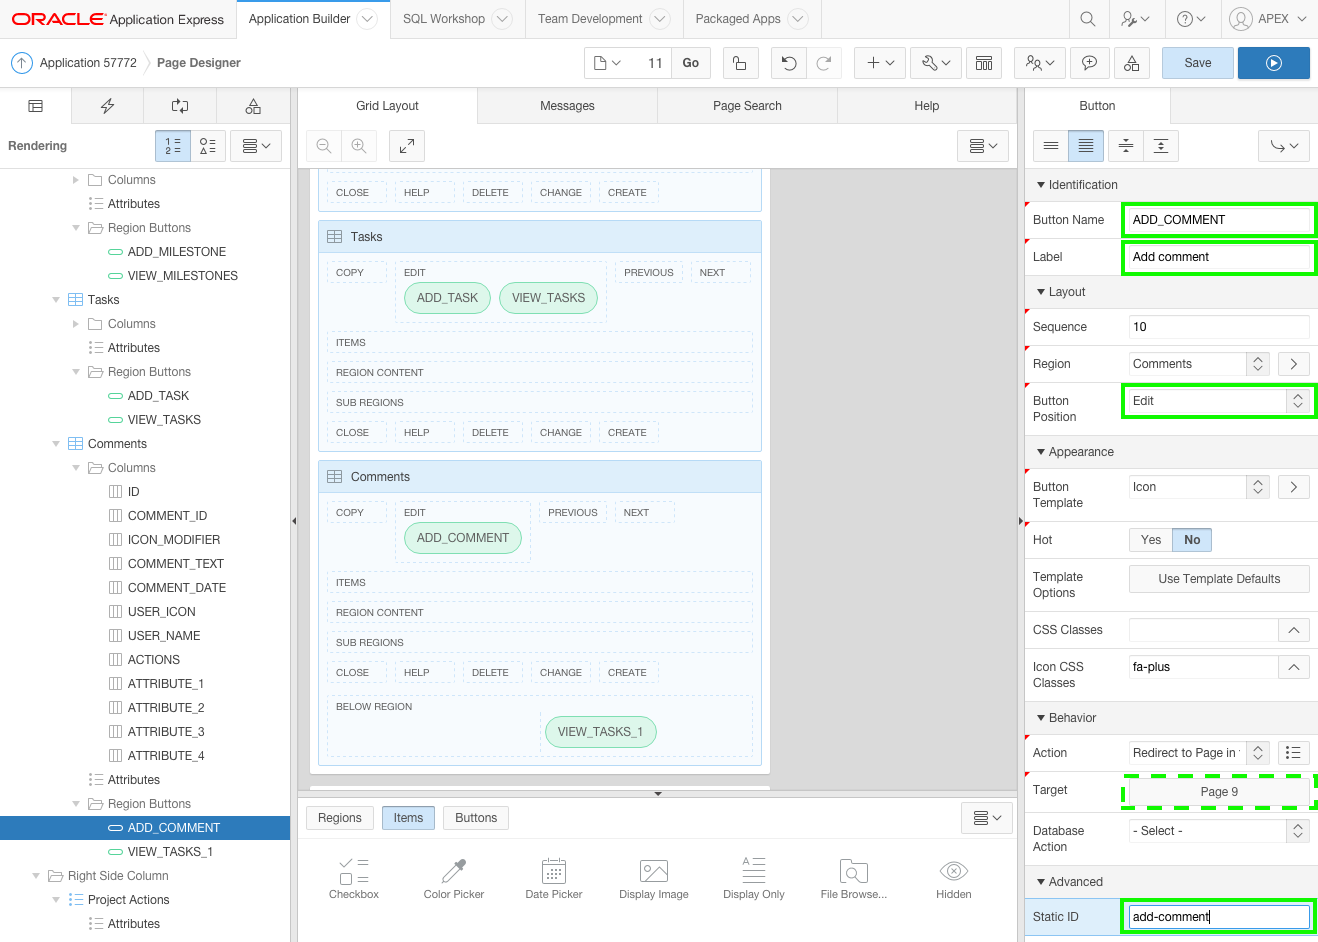 ORACLE Application Express
Application Builder
SQL Workshop
Team Development
Packaged Apps
APEX
Application 57772
Page Designer
11
Go
Save
Grid Layout
Messages
Page Search
Help
Button
Rendering
Columns
Attributes
Region Buttons
ADD_MILESTONE
VIEW_MILESTONES
Tasks
Columns
Attributes
Region Buttons
ADD_TASK
VIEW_TASKS
Comments
Columns
ID
COMMENT_ID
ICON_MODIFIER
COMMENT_TEXT
COMMENT_DATE
USER_ICON
USER_NAME
ACTIONS
ATTRIBUTE_1
ATTRIBUTE_2
ATTRIBUTE_3
ATTRIBUTE_4
Attributes
Region Buttons
ADD_COMMENT
VIEW_TASKS_1
Right Side Column
Project Actions
Attributes
CLOSE HELP DELETE CHANGE CREATE
Tasks
COPY EDIT PREVIOUS NEXT
ADD_TASK VIEW_TASKS
ITEMS
REGION CONTENT
SUB REGIONS
CLOSE HELP DELETE CHANGE CREATE
Comments
COPY EDIT PREVIOUS NEXT
ADD_COMMENT
ITEMS
REGION CONTENT
SUB REGIONS
CLOSE HELP DELETE CHANGE CREATE
BELOW REGION
VIEW_TASKS_1
Regions Items Buttons
Checkbox Color Picker Date Picker Display Image Display Only File Browse... Hidden
Identification
Button Name ADD_COMMENT
Label Add comment
Layout
Sequence 10
Region Comments
Button Position Edit
Appearance
Button Template Icon
Hot Yes No
Template Options Use Template Defaults
CSS Classes
Icon CSS Classes fa-plus
Behavior
Action Redirect to Page in
Target Page 9
Database Action - Select -
Advanced
Static ID add-comment